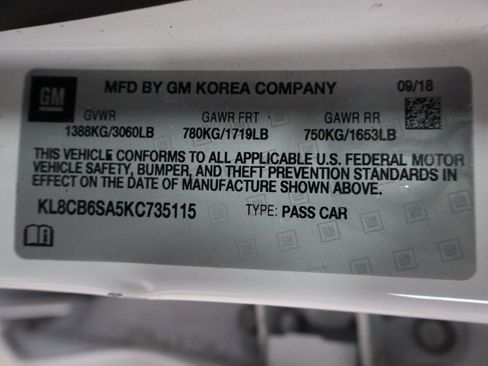 GM
MFD BY GM KOREA COMPANY
09/18
GVWR GAWR FRT GAWR RR
1388KG/3060LB 780KG/1719LB 750KG/1653LB
THIS VEHICLE CONFORMS TO ALL APPLICABLE U.S. FEDERAL MOTOR
VEHICLE SAFETY, BUMPER, AND THEFT PREVENTION STANDARDS IN
EFFECT ON THE DATE OF MANUFACTURE SHOWN ABOVE.
KL8CB6SA5KC735115 TYPE: PASS CAR